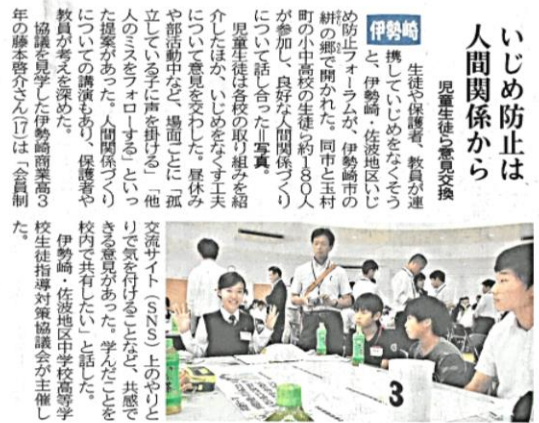 いじめ防止は
人間関係から
児童生徒ら意見交換
伊勢崎
生徒や保護者、教員が連
携していじめをなくそう
と、伊勢崎・佐波地区いじ
め防止フォーラムが、伊勢崎市の
絣の郷で開かれた。同市と玉村
町の小中高校の生徒ら約180人
が参加し、良好な人間関係づくり
について話し合った＝写真。
児童生徒は各校の取り組みを紹
介したほか、いじめをなくす工夫
について意見を交わした。昼休み
や部活動中など、場面ごとに「孤
立している子に声を掛ける」「他
人のミスをフォローする」といっ
た提案があった。人間関係づくり
についての講演もあり、保護者や
教員が考えを深めた。
協議を見学した伊勢崎商業高3
年の藤本啓介さん（17）は「会員制
交流サイト（SNS）上のやりと
りで気を付けることなど、共感で
きる意見があった。学んだことを
校内で共有したい」と話した。
伊勢崎・佐波地区中学校高等学
校生徒指導対策協議会が主催し
た。
3